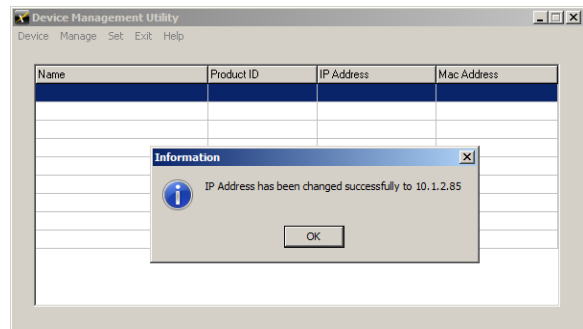 Device Management Utility
Device Manage Set Exit Help
Name Product ID IP Address Mac Address
Information
IP Address has been changed successfully to 10.1.2.85
OK